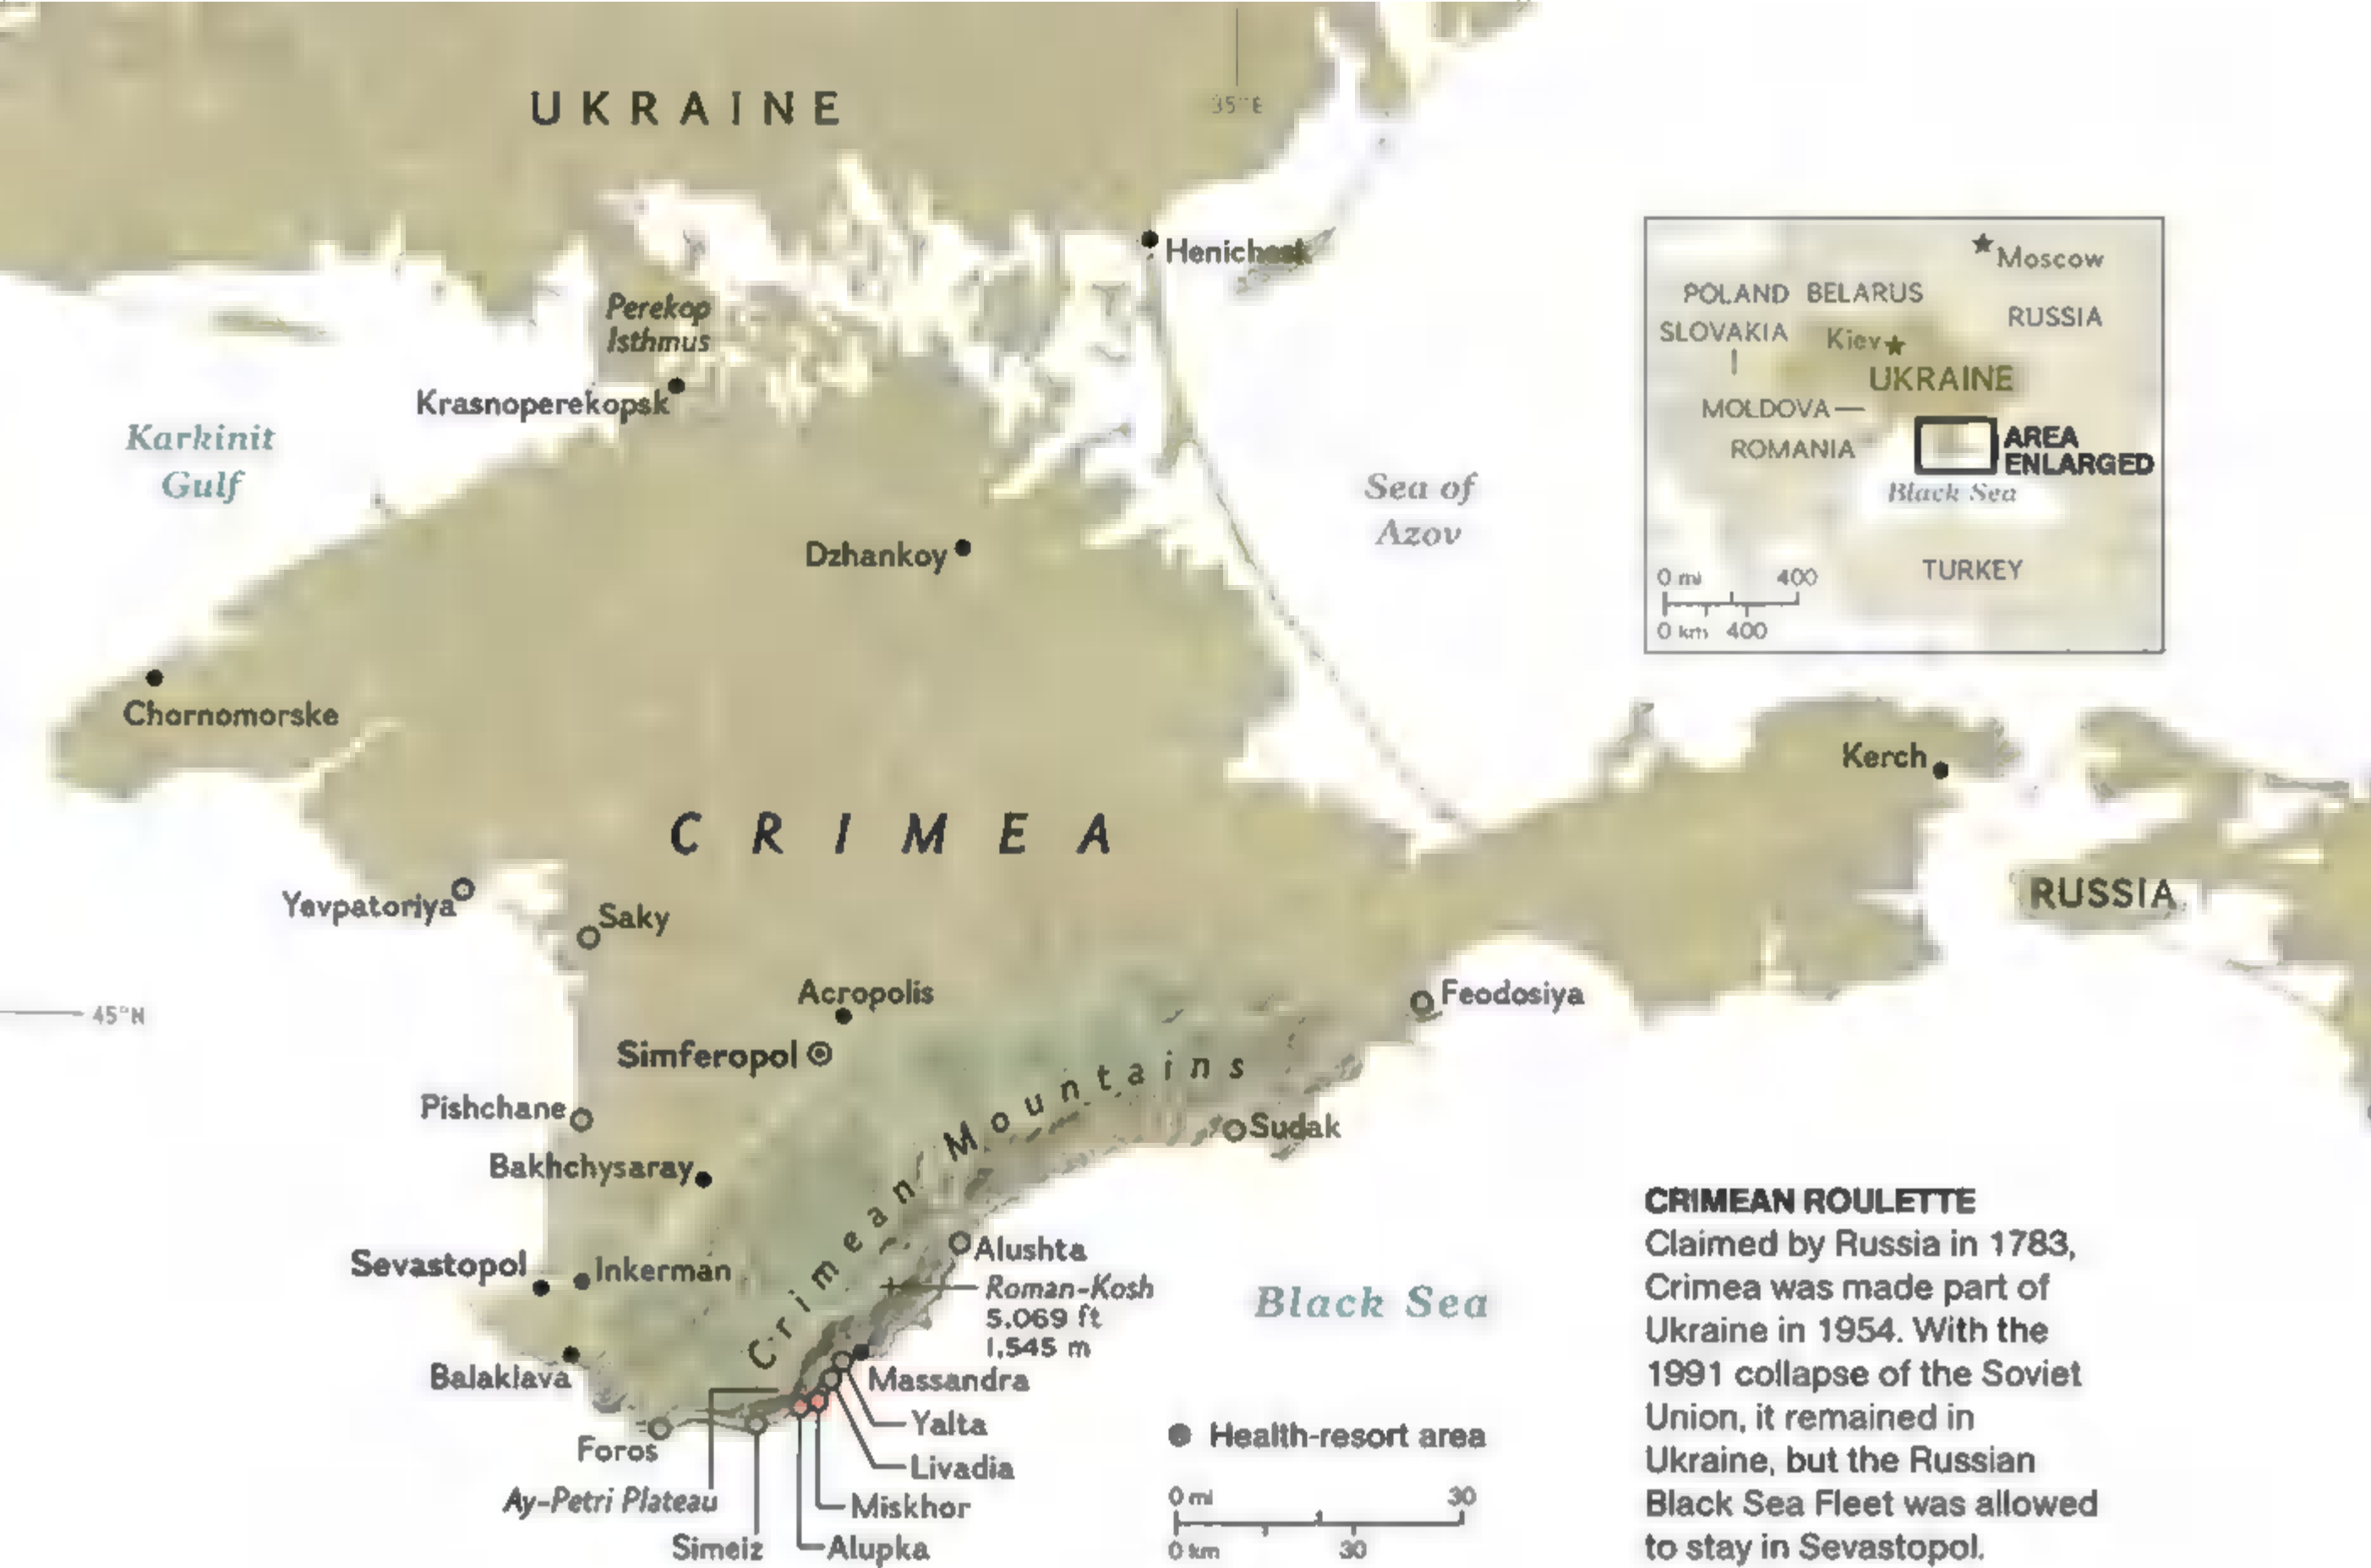 UKRAINE
35°E
Henichesk
Perekop
Isthmus
Krasnoperekopsk
Karkinit
Gulf
Sea of
Azov
Dzhankoy
Chornomorske
Kerch
CRIMEA
Yevpatoriya
Saky
RUSSIA
Acropolis
Feodosiya
45°N
Simferopol
Crimean Mountains
Pishchane
Sudak
Bakhchysaray
Alushta
Sevastopol
Inkerman
Roman-Kosh
5,069 ft
1,545 m
Black Sea
Balaklava
Massandra
Yalta
Foros
Livadia
Ay-Petri Plateau
Miskhor
Simeiz
Alupka
Health-resort area
0 mi 30
0 km 30
Moscow
POLAND BELARUS
RUSSIA
SLOVAKIA
Kiev
UKRAINE
MOLDOVA
ROMANIA
AREA
ENLARGED
Black Sea
TURKEY
0 mi 400
0 km 400
CRIMEAN ROULETTE
Claimed by Russia in 1783,
Crimea was made part of
Ukraine in 1954. With the
1991 collapse of the Soviet
Union, it remained in
Ukraine, but the Russian
Black Sea Fleet was allowed
to stay in Sevastopol.